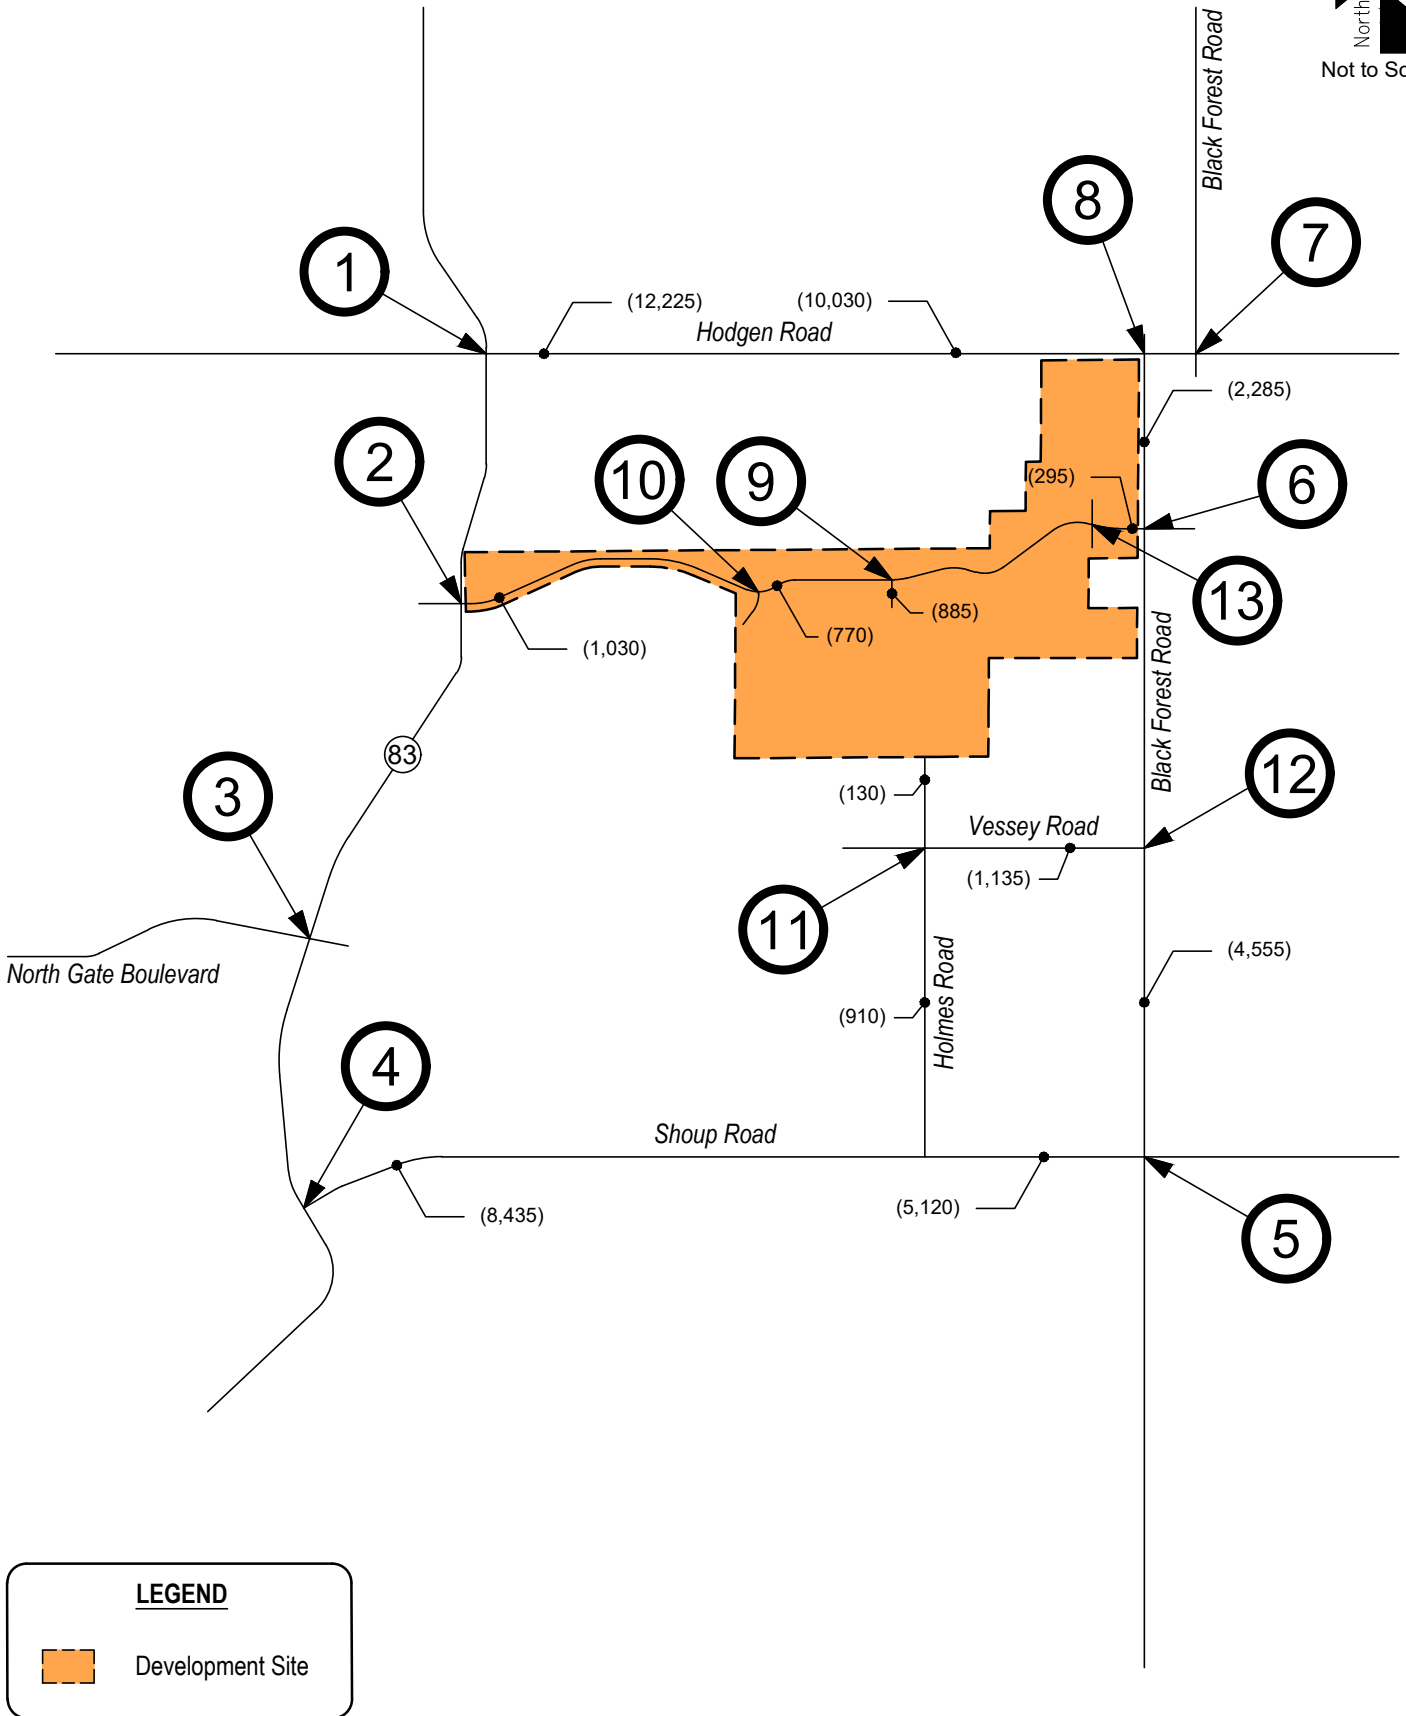 North
Not to Sc
Black Forest Road
8
7
1
(12,225)
(10,030)
Hodgen Road
(2,285)
2
10
9
(295)
6
13
(885)
(770)
(1,030)
Black Forest Road
83
3
(130)
12
Vessey Road
(1,135)
11
North Gate Boulevard
(4,555)
Holmes Road
(910)
4
Shoup Road
(8,435)
(5,120)
5
LEGEND
Development Site